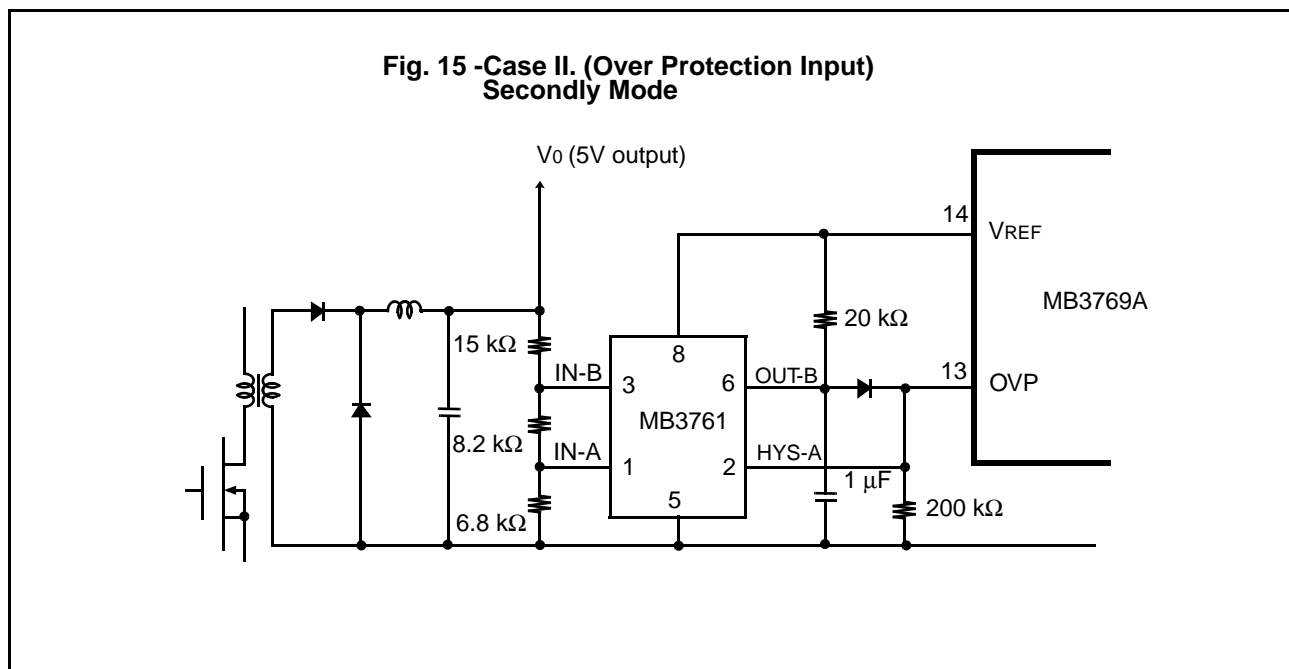 Fig. 15 -Case II. (Over Protection Input)
Secondly Mode
V0 (5V output)
14
VREF
MB3769A
20 kΩ
15 kΩ
8
IN-B
3
6
OUT-B
13
OVP
MB3761
8.2 kΩ
IN-A
1
2
HYS-A
1 μF
5
6.8 kΩ
200 kΩ